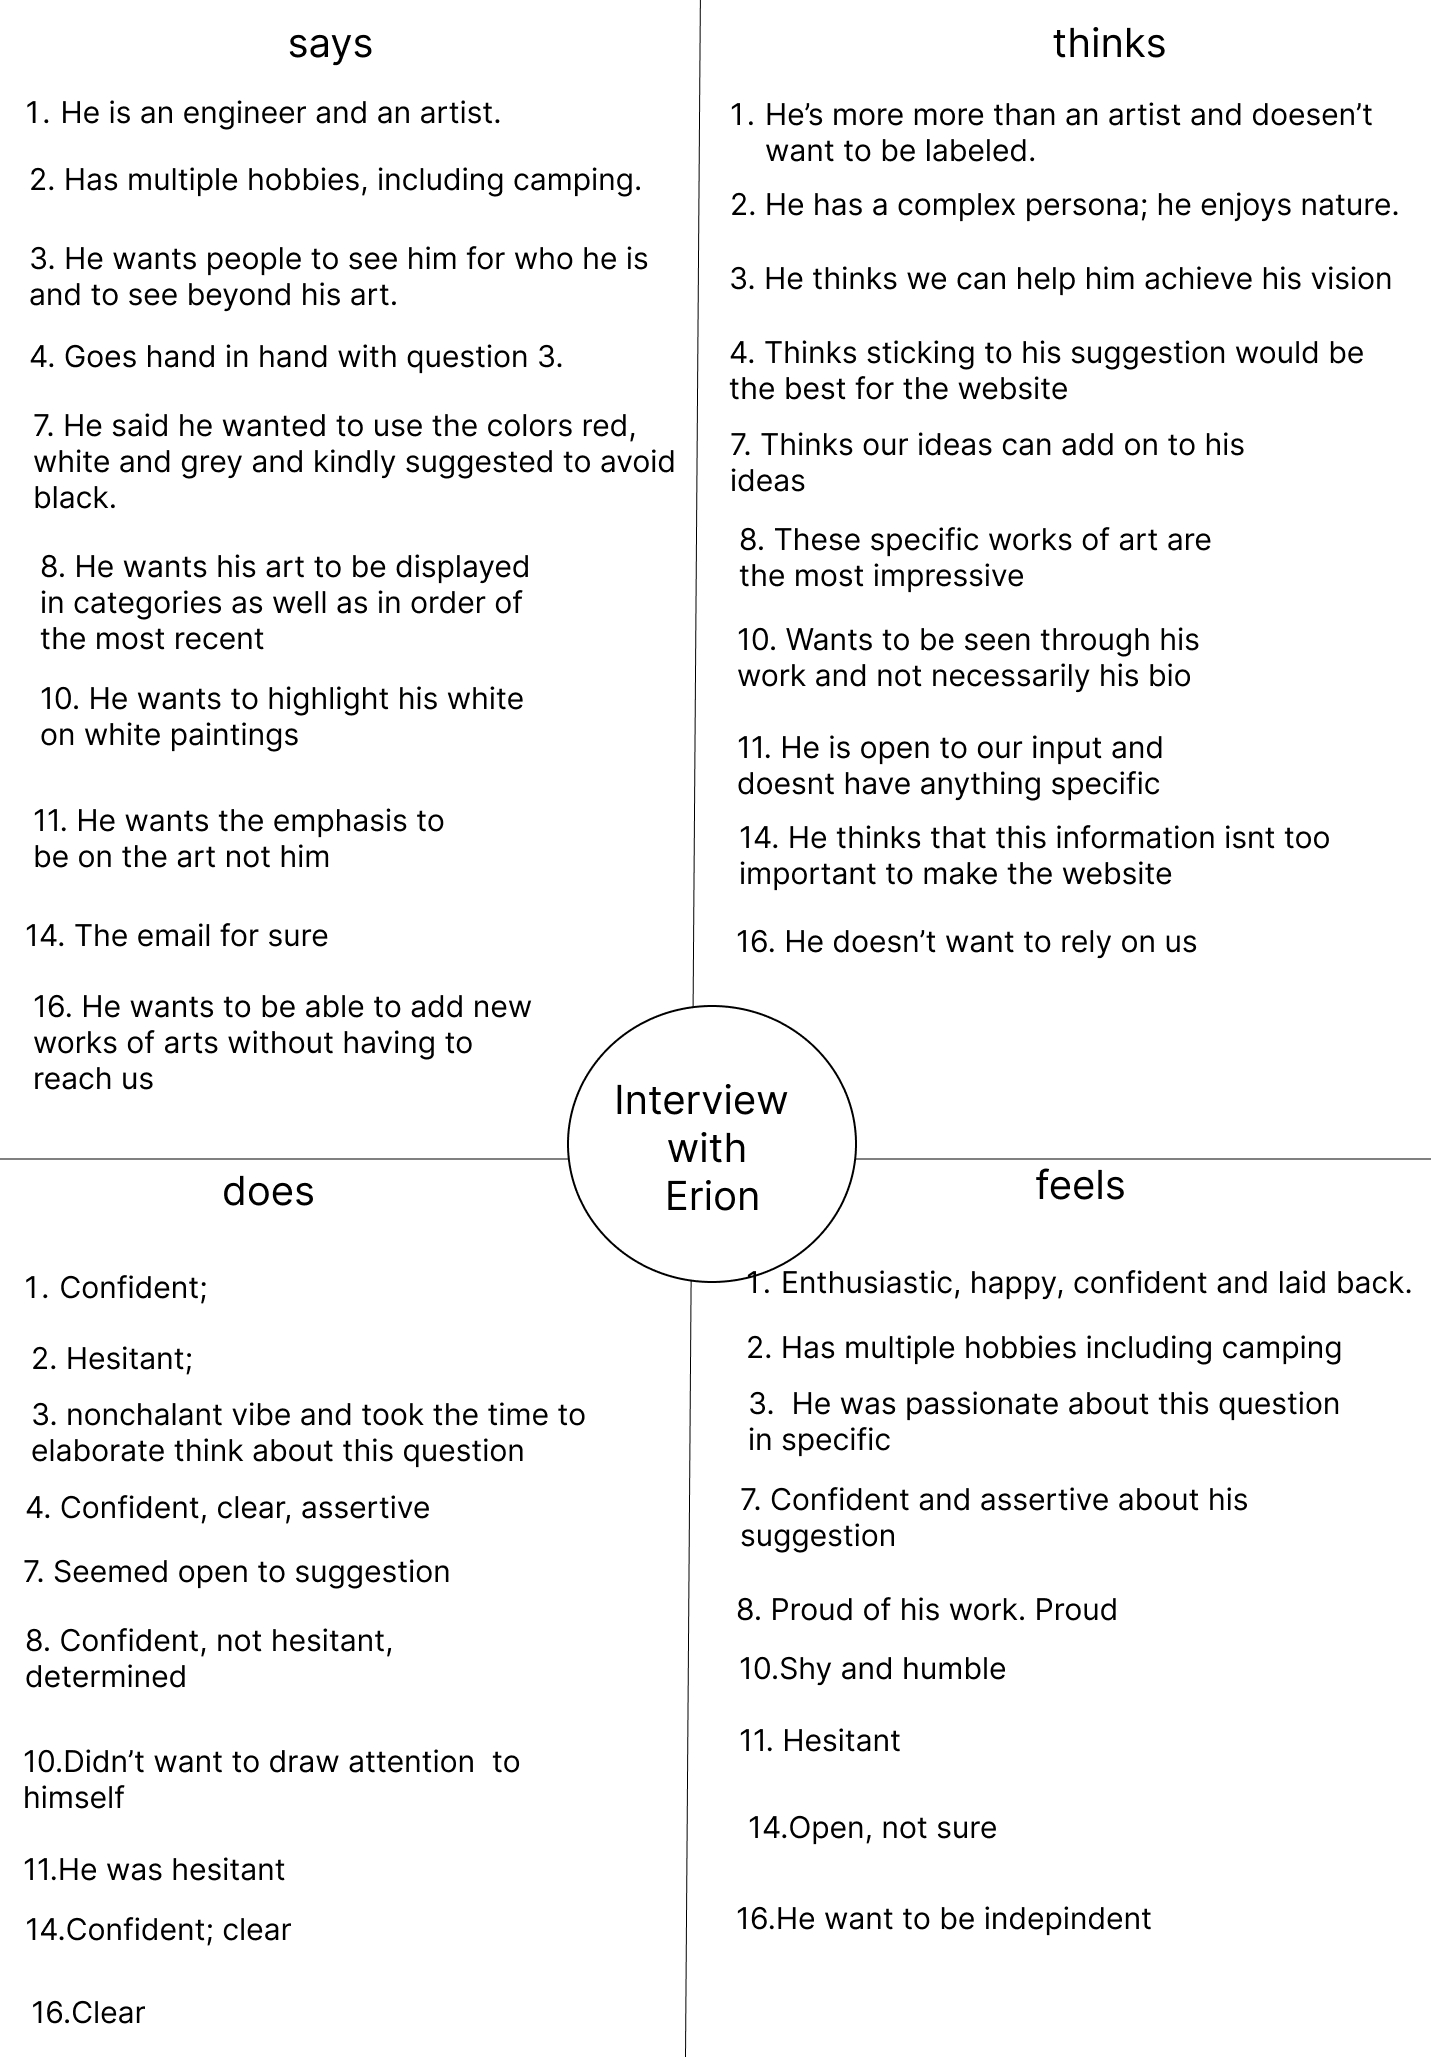 says
1. He is an engineer and an artist.
2. Has multiple hobbies, including camping.
3. He wants people to see him for who he is
and to see beyond his art.
4. Goes hand in hand with question 3.
7. He said he wanted to use the colors red,
white and grey and kindly suggested to avoid
black.
8. He wants his art to be displayed
in categories as well as in order of
the most recent
10. He wants to highlight his white
on white paintings
11. He wants the emphasis to
be on the art not him
14. The email for sure
16. He wants to be able to add new
works of arts without having to
reach us
thinks
1. He’s more more than an artist and doesen’t
want to be labeled.
2. He has a complex persona; he enjoys nature.
3. He thinks we can help him achieve his vision
4. Thinks sticking to his suggestion would be
the best for the website
7. Thinks our ideas can add on to his
ideas
8. These specific works of art are
the most impressive
10. Wants to be seen through his
work and not necessarily his bio
11. He is open to our input and
doesnt have anything specific
14. He thinks that this information isnt too
important to make the website
16. He doesn’t want to rely on us
Interview
with
Erion
does
1. Confident;
2. Hesitant;
3. nonchalant vibe and took the time to
elaborate think about this question
4. Confident, clear, assertive
7. Seemed open to suggestion
8. Confident, not hesitant,
determined
10.Didn’t want to draw attention  to
himself
11.He was hesitant
14.Confident; clear
16.Clear
feels
1. Enthusiastic, happy, confident and laid back.
2. Has multiple hobbies including camping
3.  He was passionate about this question
in specific
7. Confident and assertive about his
suggestion
8. Proud of his work. Proud
10.Shy and humble
11. Hesitant
14.Open, not sure
16.He want to be indepindent